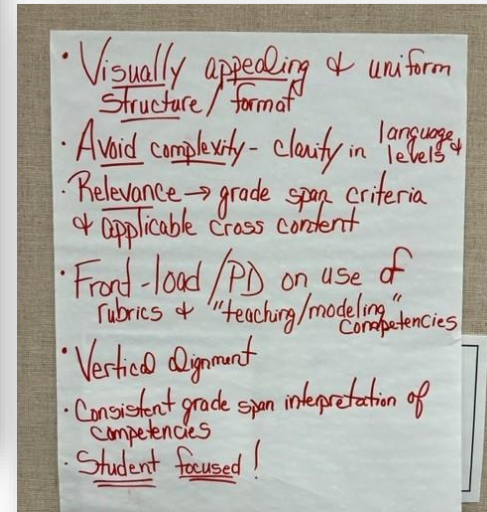 • Visually appealing & uniform
structure/format
• Avoid complexity - clarity in language &
levels
• Relevance → grade span criteria
& applicable cross content
• Front-load/PD on use of
rubrics & "teaching/modeling"
competencies
• Vertical Alignment
• Consistent grade span interpretation of
competencies
• Student focused!